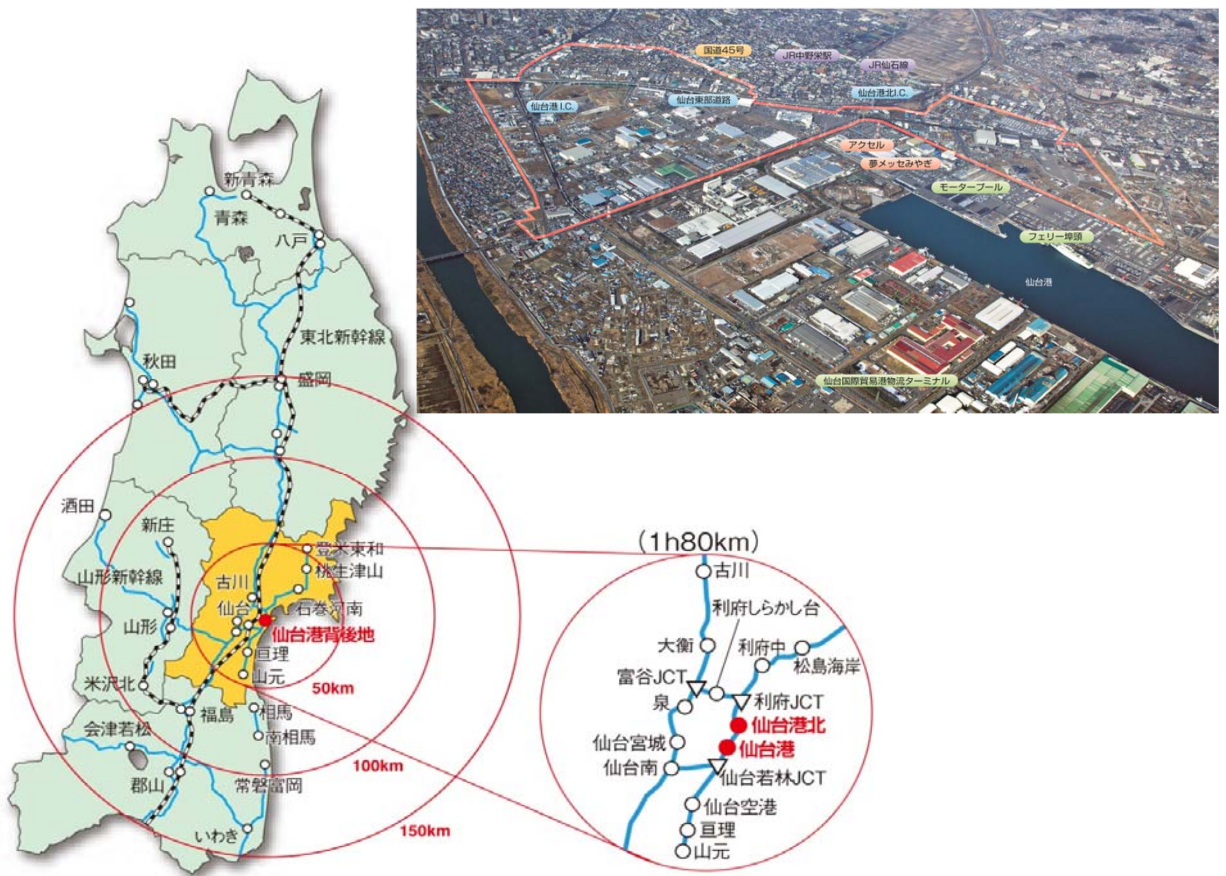 国道45号
JR中野栄駅
JR仙石線
仙台港I.C.
仙台東部道路
仙台港北I.C.
アクセル
夢メッセみやぎ
モータープール
フェリー埠頭
仙台港
仙台国際貿易港物流ターミナル
新青森
青森
八戸
東北新幹線
秋田
盛岡
酒田
新庄
登米東和
桃生津山
山形新幹線
古川
石巻河南
仙台
仙台港背後地
山形
亘理
山元
米沢北
50km
福島
相馬
南相馬
会津若松
100km
郡山
常磐富岡
150km
いわき
(1h80km)
古川
利府しらかし台
大衡
利府中
松島海岸
富谷JCT
利府JCT
泉
仙台港北
仙台宮城
仙台港
仙台南
仙台若林JCT
仙台空港
亘理
山元